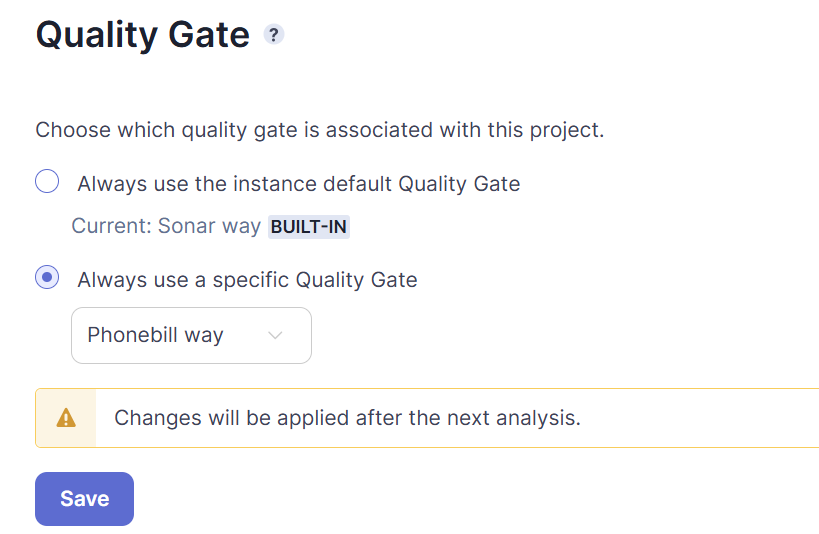 Quality Gate ?
Choose which quality gate is associated with this project.
Always use the instance default Quality Gate
Current: Sonar way BUILT-IN
Always use a specific Quality Gate
Phonebill way
Changes will be applied after the next analysis.
Save